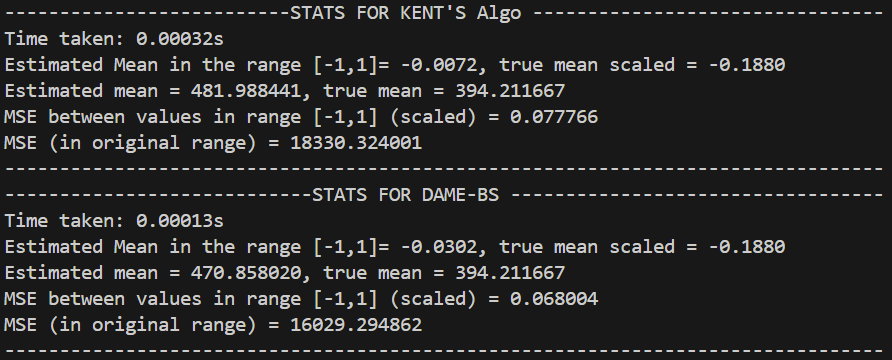 --------------------------STATS FOR KENT'S Algo --------------------------------
Time taken: 0.00032s
Estimated Mean in the range [-1,1]= -0.0072, true mean scaled = -0.1880
Estimated mean = 481.988441, true mean = 394.211667
MSE between values in range [-1,1] (scaled) = 0.077766
MSE (in original range) = 18330.324001
--------------------------------------------------------------------------------
----------------------------STATS FOR DAME-BS ----------------------------------
Time taken: 0.00013s
Estimated Mean in the range [-1,1]= -0.0302, true mean scaled = -0.1880
Estimated mean = 470.858020, true mean = 394.211667
MSE between values in range [-1,1] (scaled) = 0.068004
MSE (in original range) = 16029.294862
--------------------------------------------------------------------------------